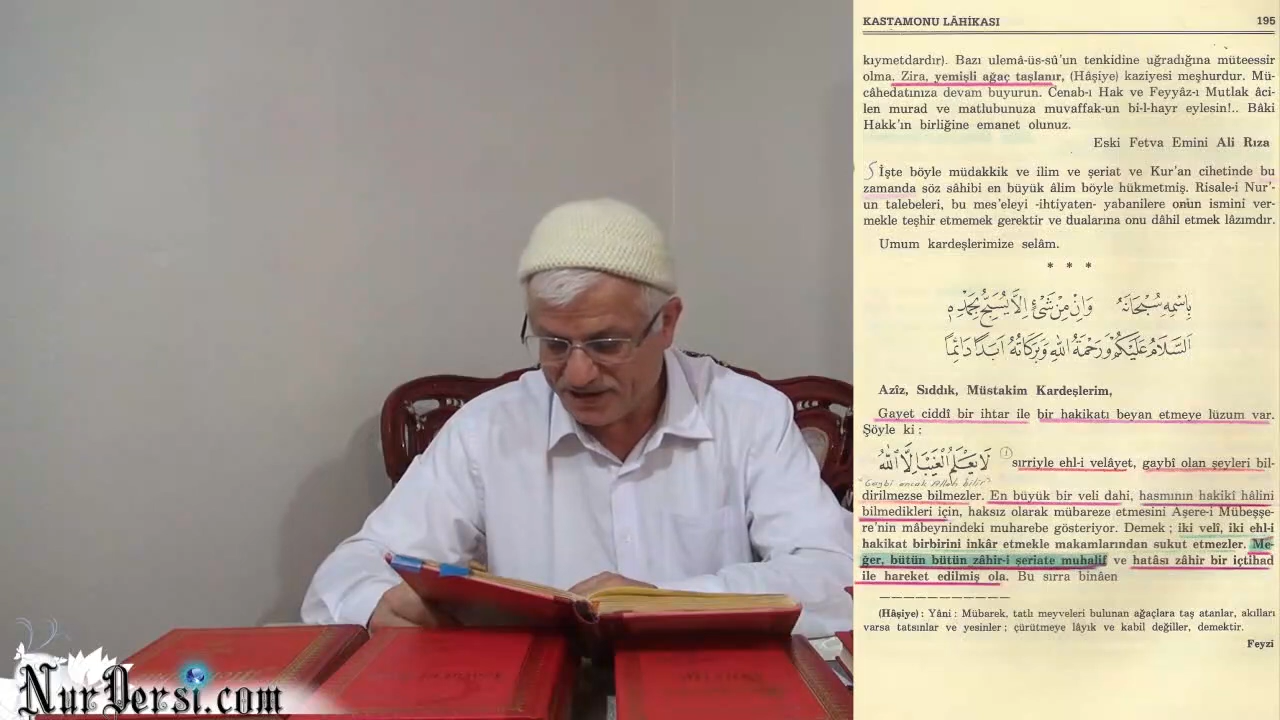 KASTAMONU LÂHİKASI 195
kıymetdardır). Bazı ulemâ-üs-sû'un tenkidine uğradığına müteessir
olma. Zira, yemişli ağaç taşlanır, (Hâşiye) kaziyesi meşhurdur. Mü-
câhedatınıza devam buyurun. Cenab-ı Hak ve Feyyâz-ı Mutlak âci-
len murad ve matlubunuza muvaffak-un bi-l-hayr eylesin!.. Bâki
Hakk'ın birliğine emanet olunuz.
Eski Fetva Emini Ali Rıza
İşte böyle müdakkik ve ilim ve şeriat ve Kur'an cihetinde bu
zamanda söz sâhibi en büyük âlim böyle hükmetmiş. Risale-i Nur'-
un talebeleri, bu mes'eleyi -ihtiyaten- yabanilere onun ismini ver-
mekle teşhir etmemek gerektir ve dualarına onu dâhil etmek lâzımdır.
Umum kardeşlerimize selâm.
* * *
بِاسْمِهِ سُبْحَانَهُ وَاِنْ مِنْ شَيْءٍ اِلَّا يُسَبِّحُ بِحَمْدِهِ
اَلسَّلَامُ عَلَيْكُمْ وَرَحْمَةُ اللّٰهِ وَبَرَكَاتُهُ اَبَدًا دَائِمًا
Azîz, Sıddık, Müstakim Kardeşlerim,
Gayet ciddî bir ihtar ile bir hakikatı beyan etmeye lüzum var.
Şöyle ki :
لَا يَعْلَمُ الْغَيْبَ اِلَّا اللّٰهُ (1) sırriyle ehl-i velâyet, gaybî olan şeyleri bil-
"Gaybı ancak Allah bilir"
dirilmezse bilmezler. En büyük bir veli dahi, hasmının hakikî hâlini
bilmedikleri için, haksız olarak mübareze etmesini Aşere-i Mübeşşe-
re'nin mâbeynindeki muharebe gösteriyor. Demek ; iki velî, iki ehl-i
hakikat birbirini inkâr etmekle makamlarından sukut etmezler. Me-
ğer, bütün bütün zâhir-i şeriate muhalif ve hatâsı zâhir bir içtihad
ile hareket edilmiş ola. Bu sırra binâen
(Hâşiye) : Yâni : Mübarek, tatlı meyveleri bulunan ağaçlara taş atanlar, akılları
varsa tatsınlar ve yesinler ; çürütmeye lâyık ve kabil değiller, demektir.
Feyzi
NurDersi.com